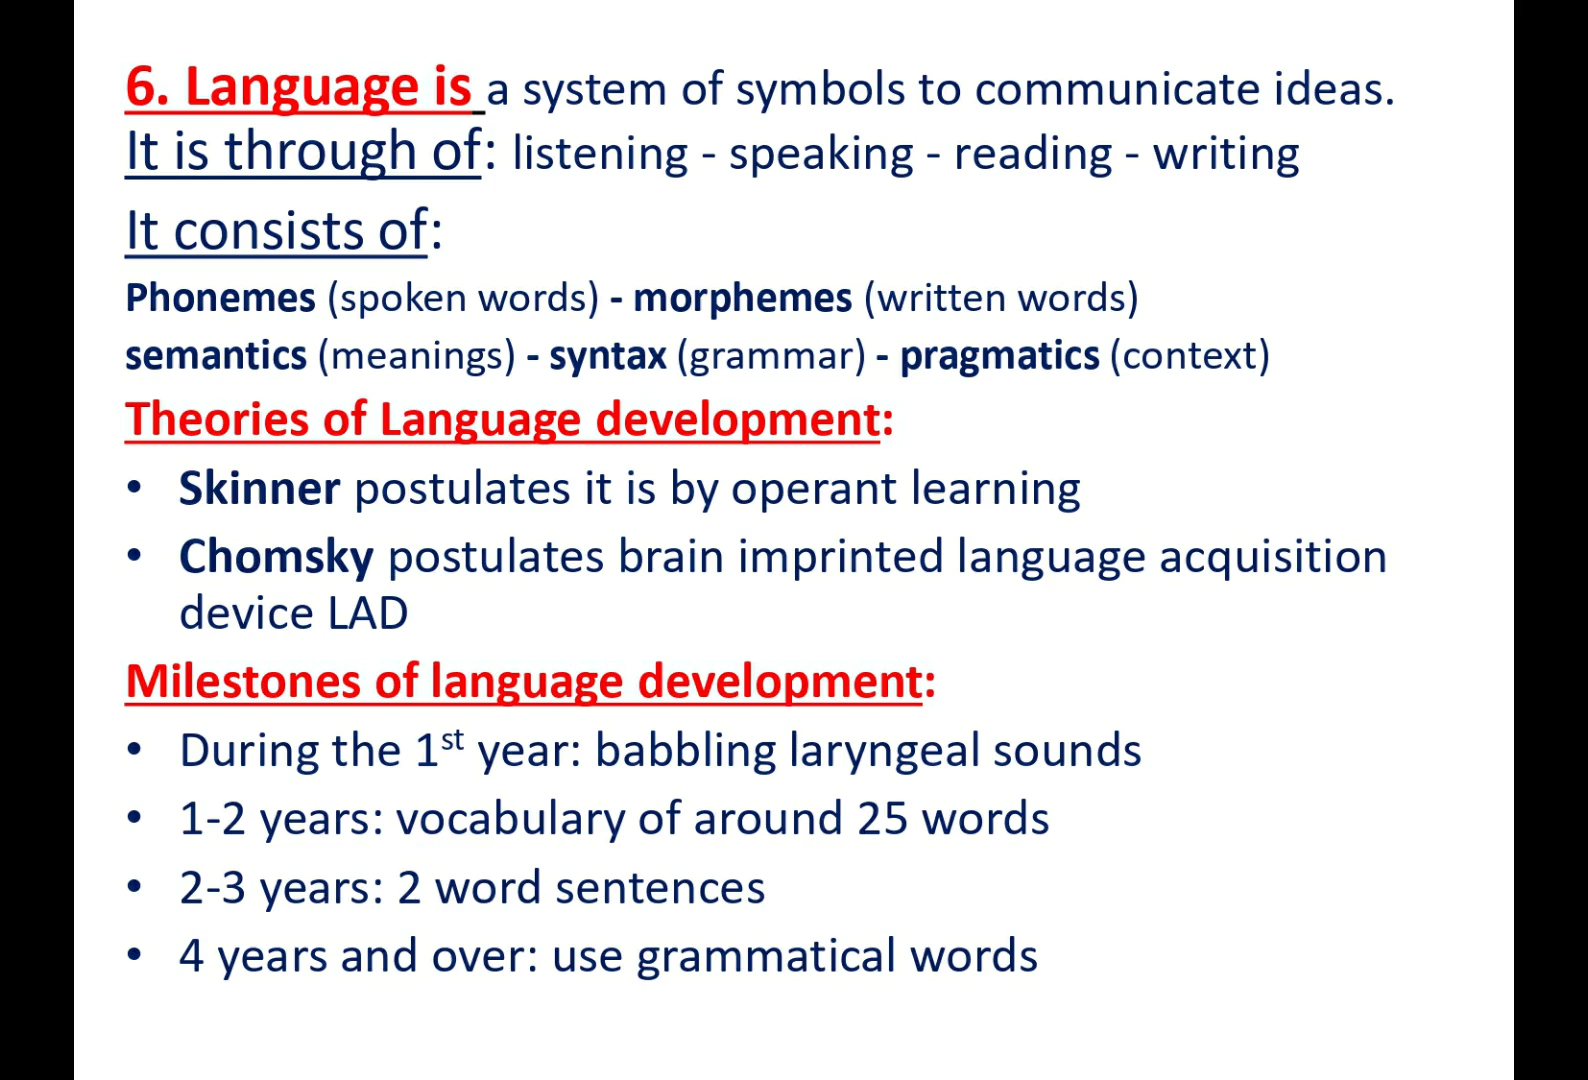 6. Language is a system of symbols to communicate ideas.
It is through of: listening - speaking - reading - writing
It consists of:
Phonemes (spoken words) - morphemes (written words)
semantics (meanings) - syntax (grammar) - pragmatics (context)
Theories of Language development:
• Skinner postulates it is by operant learning
• Chomsky postulates brain imprinted language acquisition
device LAD
Milestones of language development:
• During the 1st year: babbling laryngeal sounds
• 1-2 years: vocabulary of around 25 words
• 2-3 years: 2 word sentences
• 4 years and over: use grammatical words